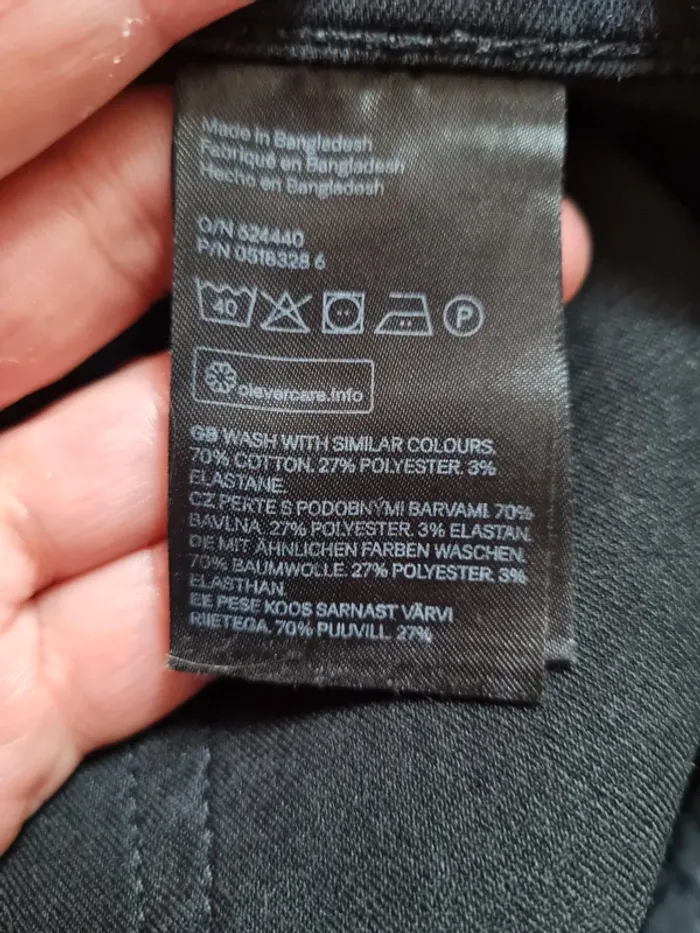 Made in Bangladesh
Fabriqué en Bangladesh
Hecho en Bangladesh
O/N 524440
P/N 0518328 6
40
P
clevercare.info
GB WASH WITH SIMILAR COLOURS.
70% COTTON. 27% POLYESTER. 3%
ELASTANE.
CZ PERTE S PODOBNÝMI BARVAMI. 70%
BAVLNA. 27% POLYESTER. 3% ELASTAN.
DE MIT ÄHNLICHEN FARBEN WASCHEN.
70% BAUMWOLLE. 27% POLYESTER. 3%
ELASTHAN.
EE PESE KOOS SARNAST VÄRVI
RIIETEGA. 70% PUUVILL. 27%